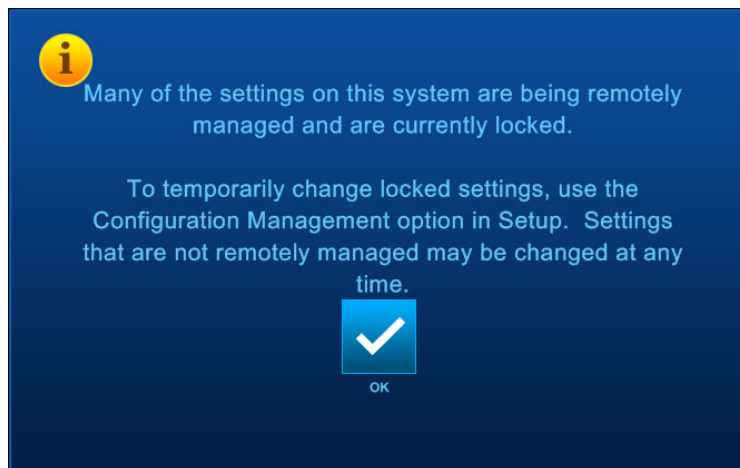 i
Many of the settings on this system are being remotely
managed and are currently locked.
To temporarily change locked settings, use the
Configuration Management option in Setup.  Settings
that are not remotely managed may be changed at any
time.
OK